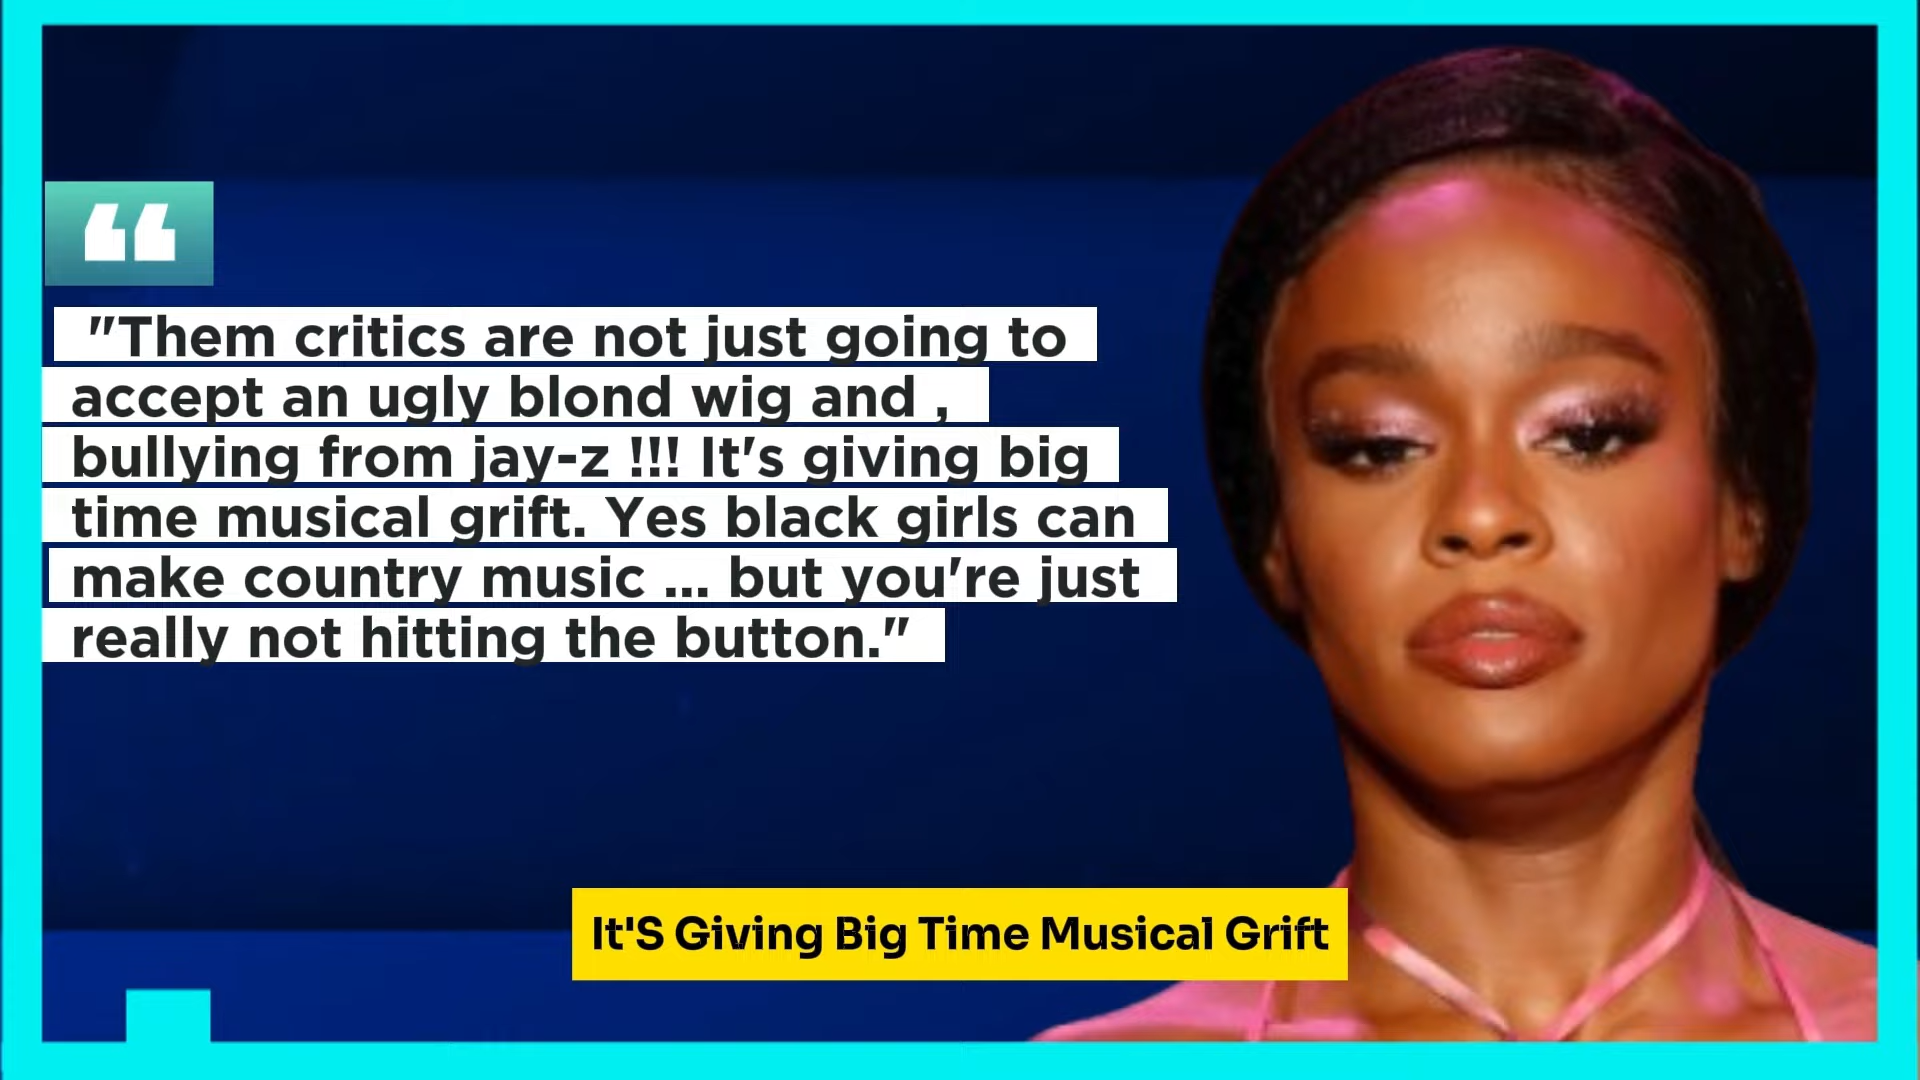 ❝
"Them critics are not just going to
accept an ugly blond wig and ,
bullying from jay-z !!! It's giving big
time musical grift. Yes black girls can
make country music ... but you're just
really not hitting the button."
It'S Giving Big Time Musical Grift